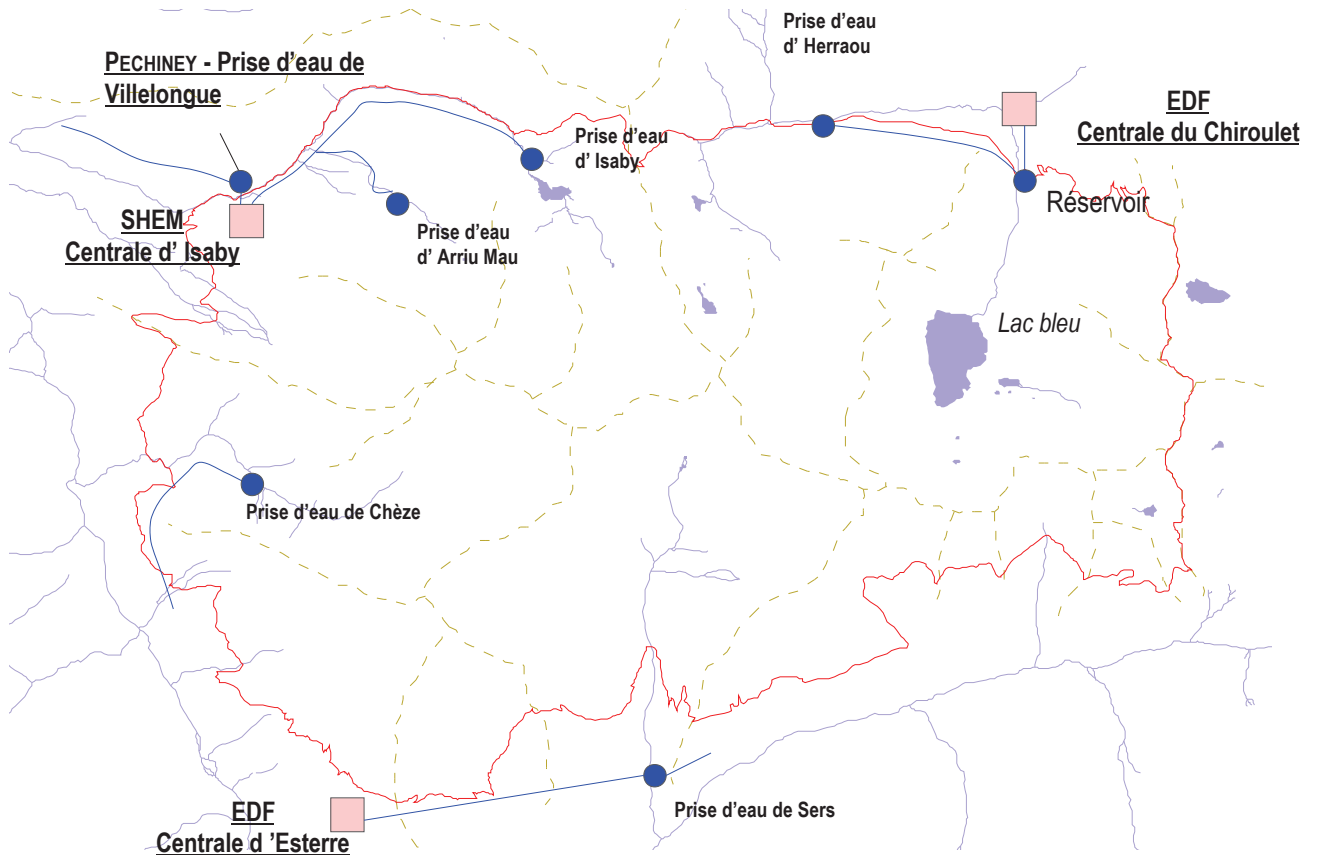 Prise d'eau
d' Herraou
PECHINEY - Prise d'eau de
Villelongue
EDF
Centrale du Chiroulet
Prise d'eau
d' Isaby
Réservoir
SHEM
Centrale d' Isaby
Prise d'eau
d' Arriu Mau
Lac bleu
Prise d'eau de Chèze
Prise d'eau de Sers
EDF
Centrale d 'Esterre